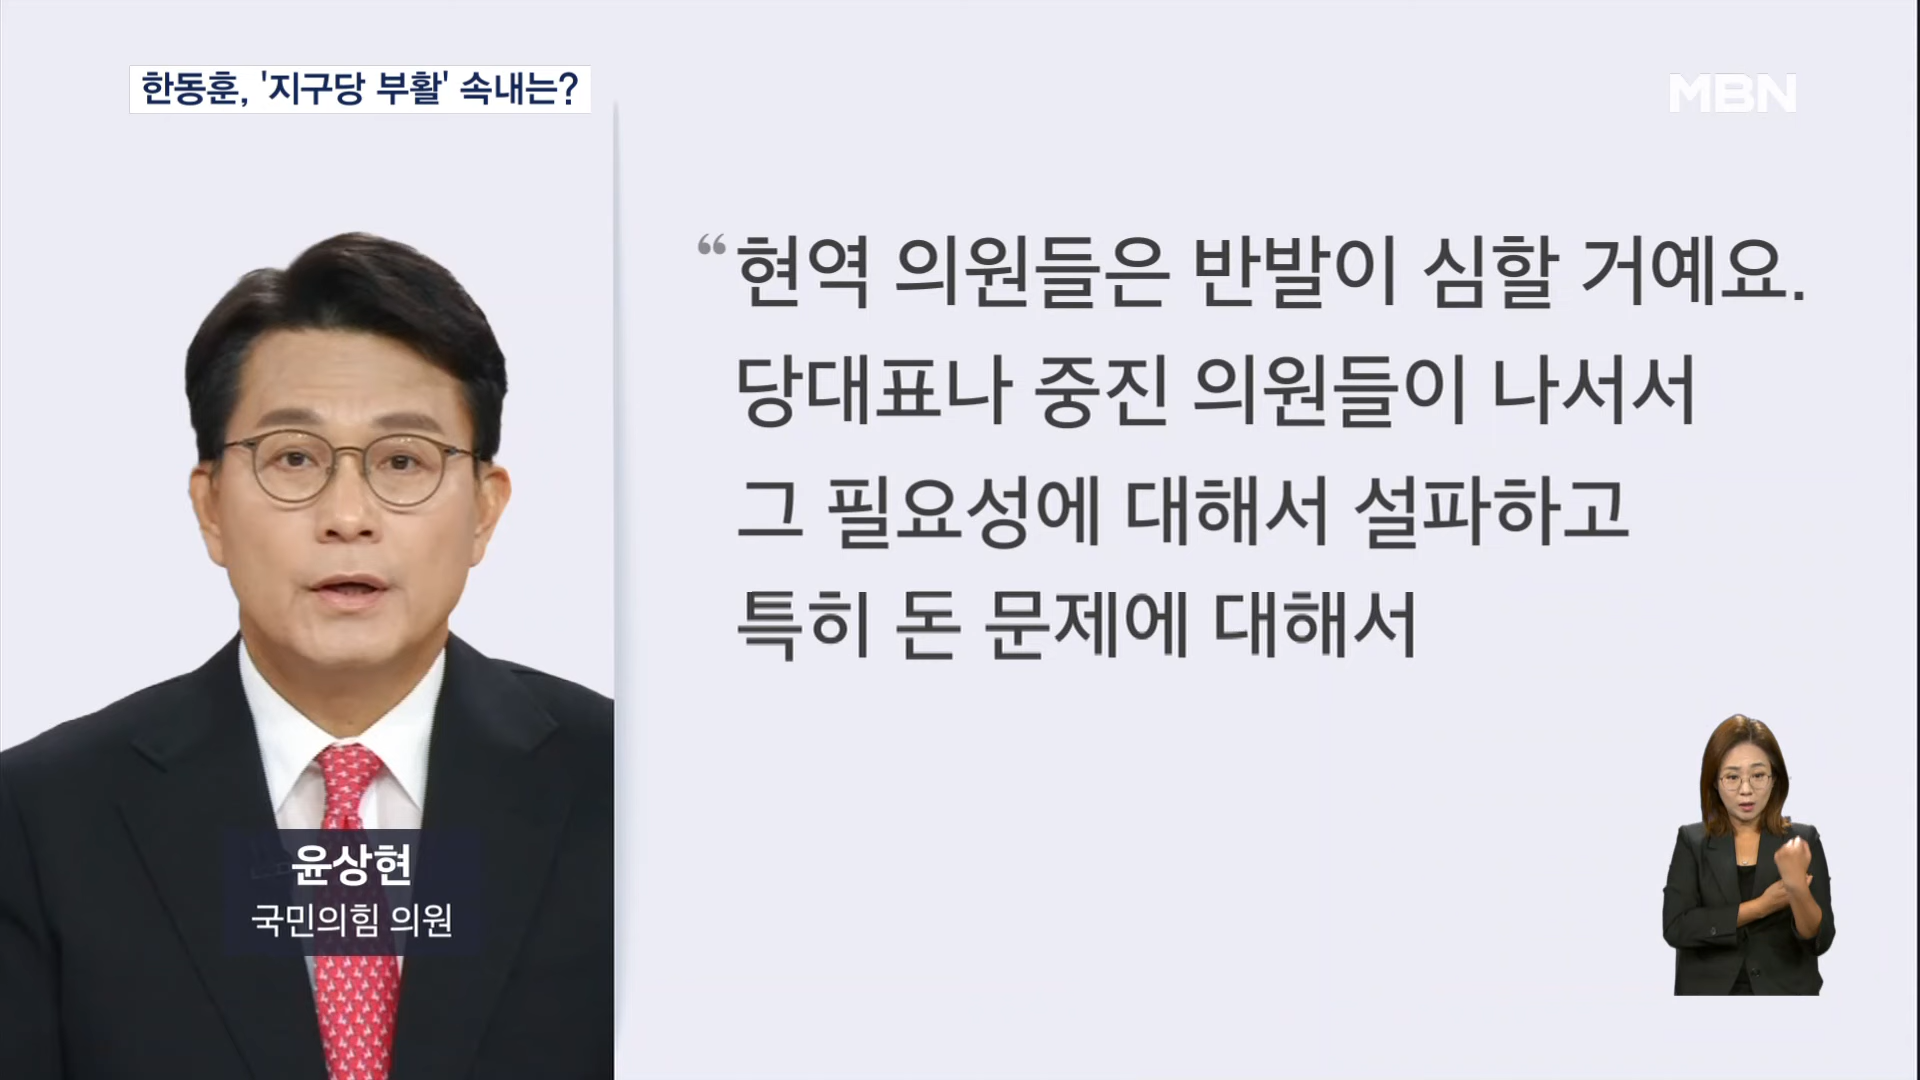 한동훈, '지구당 부활' 속내는?
MBN
“현역 의원들은 반발이 심할 거예요.
당대표나 중진 의원들이 나서서
그 필요성에 대해서 설파하고
특히 돈 문제에 대해서
윤상현
국민의힘 의원